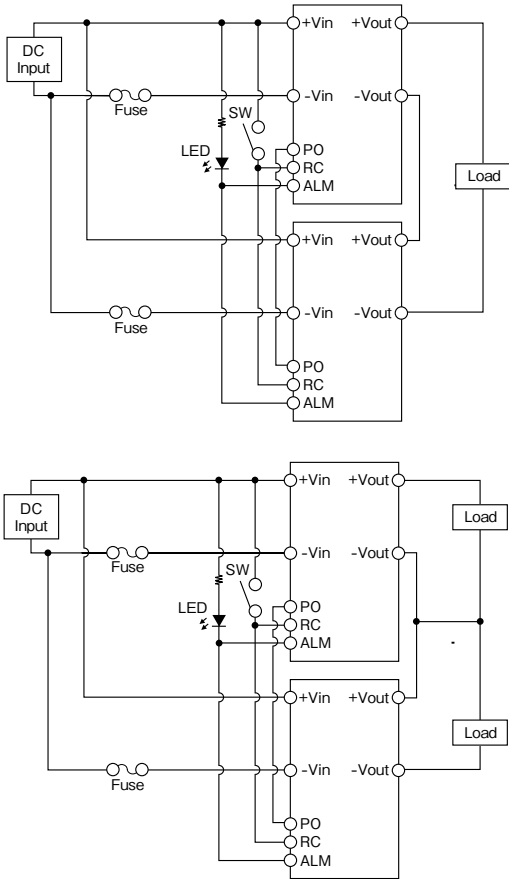 +Vin +Vout
DC
Input
-Vin -Vout
Fuse
SW
PO
LED
RC
Load
ALM
+Vin +Vout
-Vin -Vout
Fuse
PO
RC
ALM
+Vin +Vout
DC
Input
Load
-Vin -Vout
Fuse
SW
PO
LED
RC
ALM
+Vin +Vout
Load
-Vin -Vout
Fuse
PO
RC
ALM